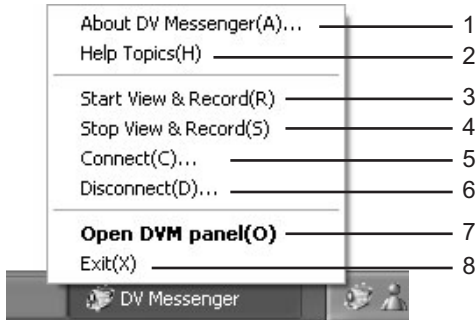 About DV Messenger(A)... 1
Help Topics(H) 2
Start View & Record(R) 3
Stop View & Record(S) 4
Connect(C)... 5
Disconnect(D)... 6
Open DVM panel(O) 7
Exit(X) 8
DV Messenger